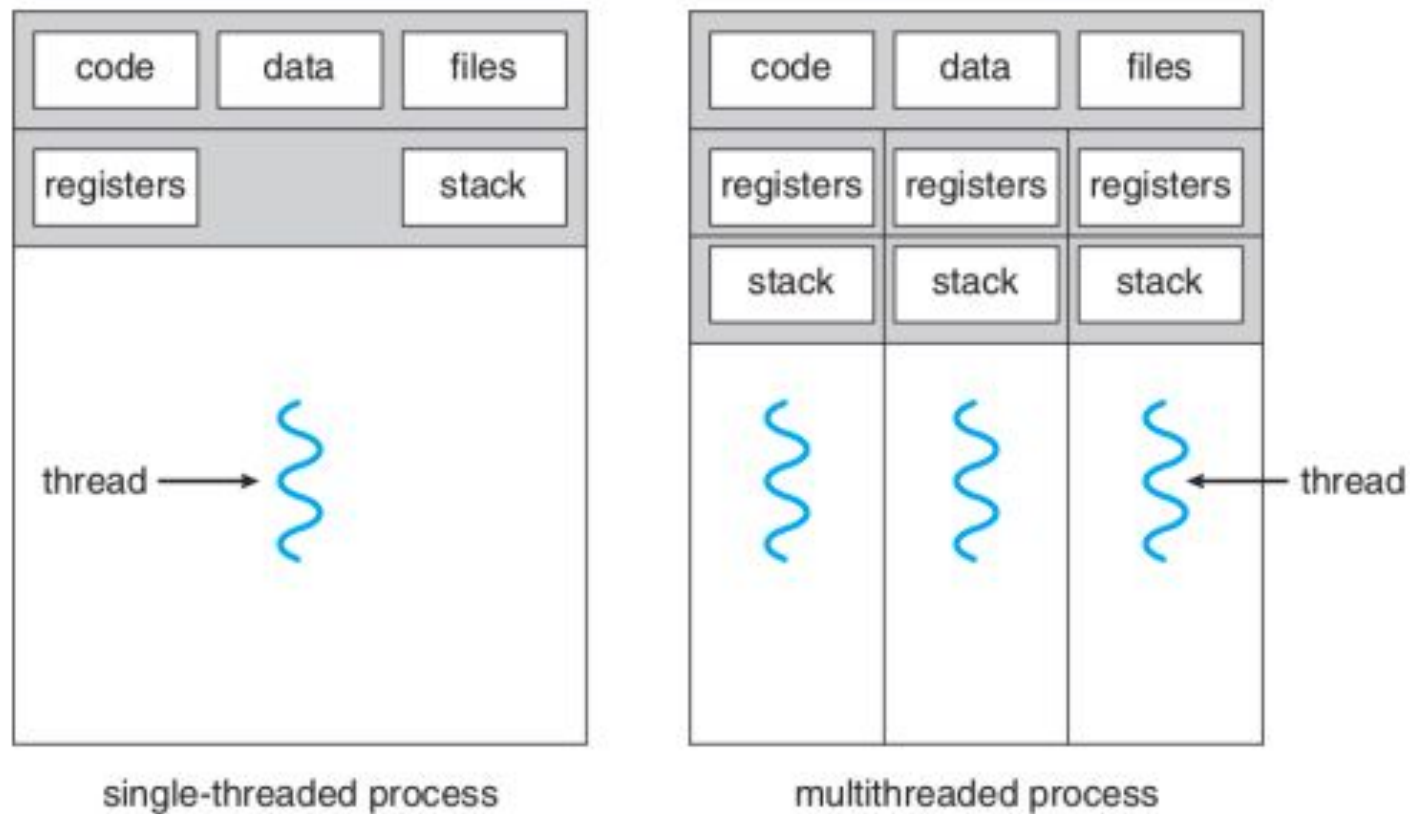 code data files
registers stack
thread
single-threaded process
code data files
registers registers registers
stack stack stack
thread
multithreaded process